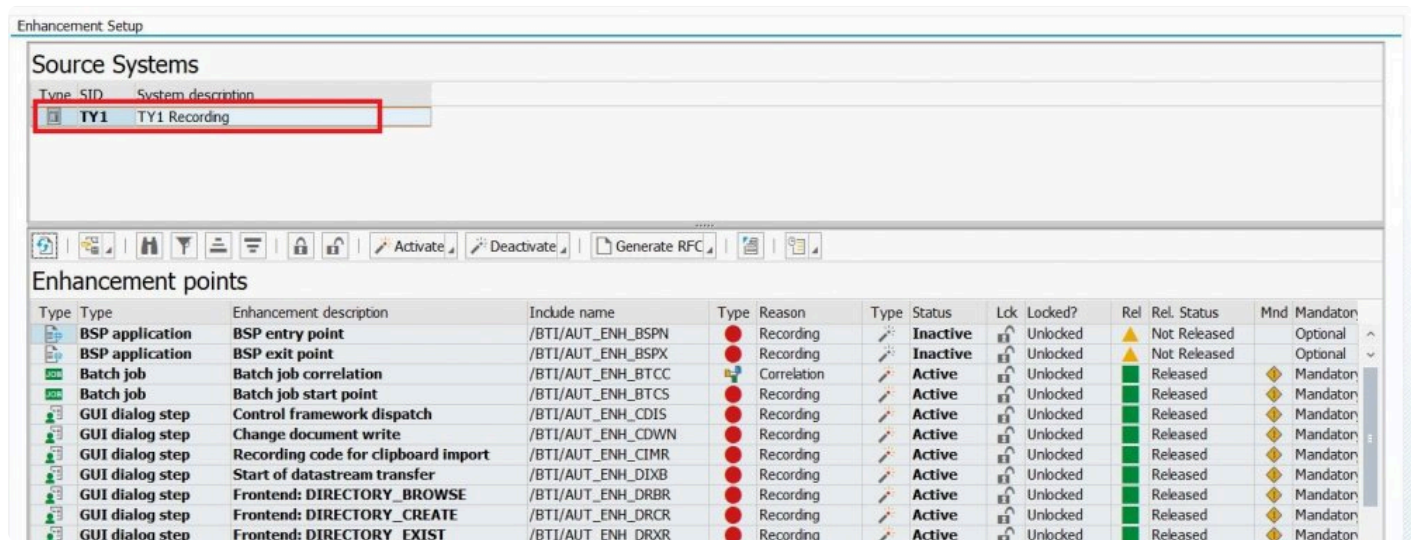 Enhancement Setup
Source Systems
Type SID System description
TY1 TY1 Recording
Activate Deactivate Generate RFC
Enhancement points
Type Type Enhancement description Include name Type Reason Type Status Lck Locked? Rel Rel. Status Mnd Mandatory
BSP application BSP entry point /BTI/AUT_ENH_BSPN Recording Inactive Unlocked Not Released Optional
BSP application BSP exit point /BTI/AUT_ENH_BSPX Recording Inactive Unlocked Not Released Optional
JOB Batch job Batch job correlation /BTI/AUT_ENH_BTCC Correlation Active Unlocked Released Mandatory
JOB Batch job Batch job start point /BTI/AUT_ENH_BTCS Recording Active Unlocked Released Mandatory
GUI dialog step Control framework dispatch /BTI/AUT_ENH_CDIS Recording Active Unlocked Released Mandatory
GUI dialog step Change document write /BTI/AUT_ENH_CDWN Recording Active Unlocked Released Mandatory
GUI dialog step Recording code for clipboard import /BTI/AUT_ENH_CIMR Recording Active Unlocked Released Mandatory
GUI dialog step Start of datastream transfer /BTI/AUT_ENH_DIXB Recording Active Unlocked Released Mandatory
GUI dialog step Frontend: DIRECTORY_BROWSE /BTI/AUT_ENH_DRBR Recording Active Unlocked Released Mandatory
GUI dialog step Frontend: DIRECTORY_CREATE /BTI/AUT_ENH_DRCR Recording Active Unlocked Released Mandatory
GUI dialog step Frontend: DIRECTORY_EXIST /BTI/AUT_ENH_DRXR Recording Active Unlocked Released Mandatory